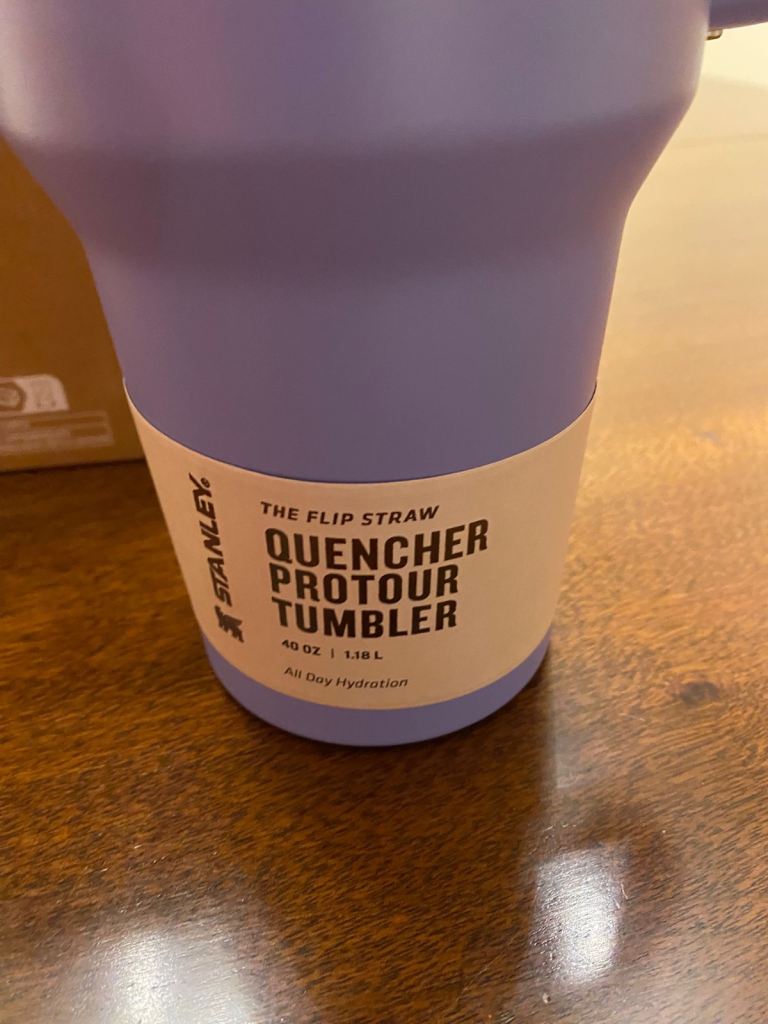 STANLEY®
THE FLIP STRAW
QUENCHER
PROTOUR
TUMBLER
40 OZ | 1.18 L
All Day Hydration